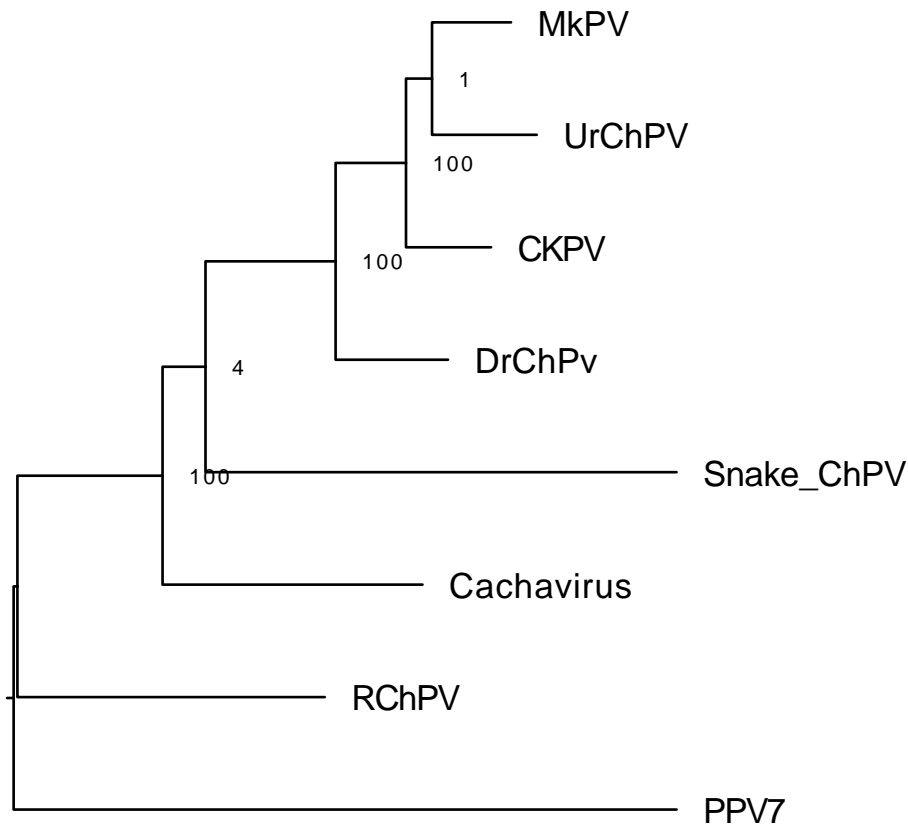 MkPV
1
UrChPV
100
CKPV
100
DrChPv
4
Snake_ChPV
100
Cachavirus
RChPV
PPV7